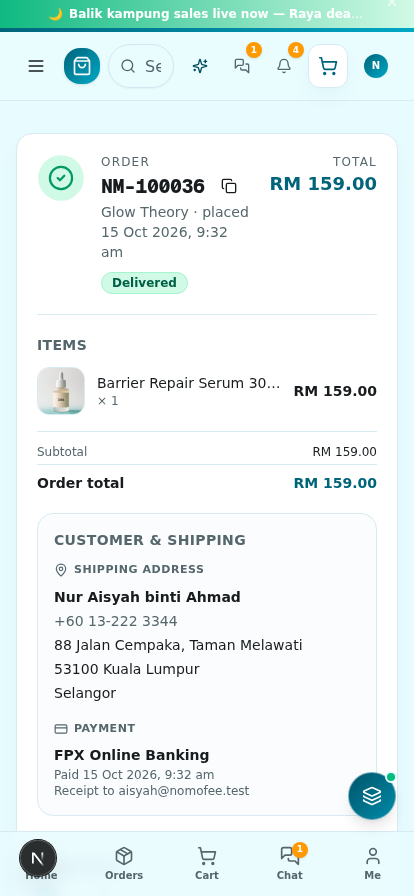 🌙 Balik kampung sales live now — Raya dea…
1
4
N
ORDER
NM-100036
Glow Theory · placed
15 Oct 2026, 9:32
am
Delivered
TOTAL
RM 159.00
ITEMS
Barrier Repair Serum 30…
× 1
RM 159.00
Subtotal
RM 159.00
Order total
RM 159.00
CUSTOMER & SHIPPING
SHIPPING ADDRESS
Nur Aisyah binti Ahmad
+60 13-222 3344
88 Jalan Cempaka, Taman Melawati
53100 Kuala Lumpur
Selangor
PAYMENT
FPX Online Banking
Paid 15 Oct 2026, 9:32 am
Receipt to aisyah@nomofee.test
N
1
Home
Orders
Cart
Chat
Me